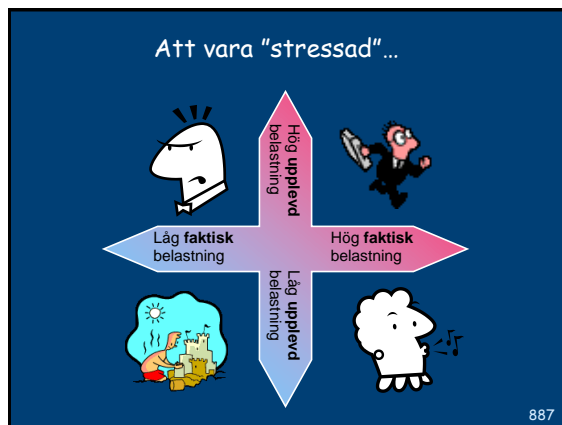 Att vara ”stressad”…
Hög upplevd
belastning
Låg faktisk
belastning
Hög faktisk
belastning
Låg upplevd
belastning
887